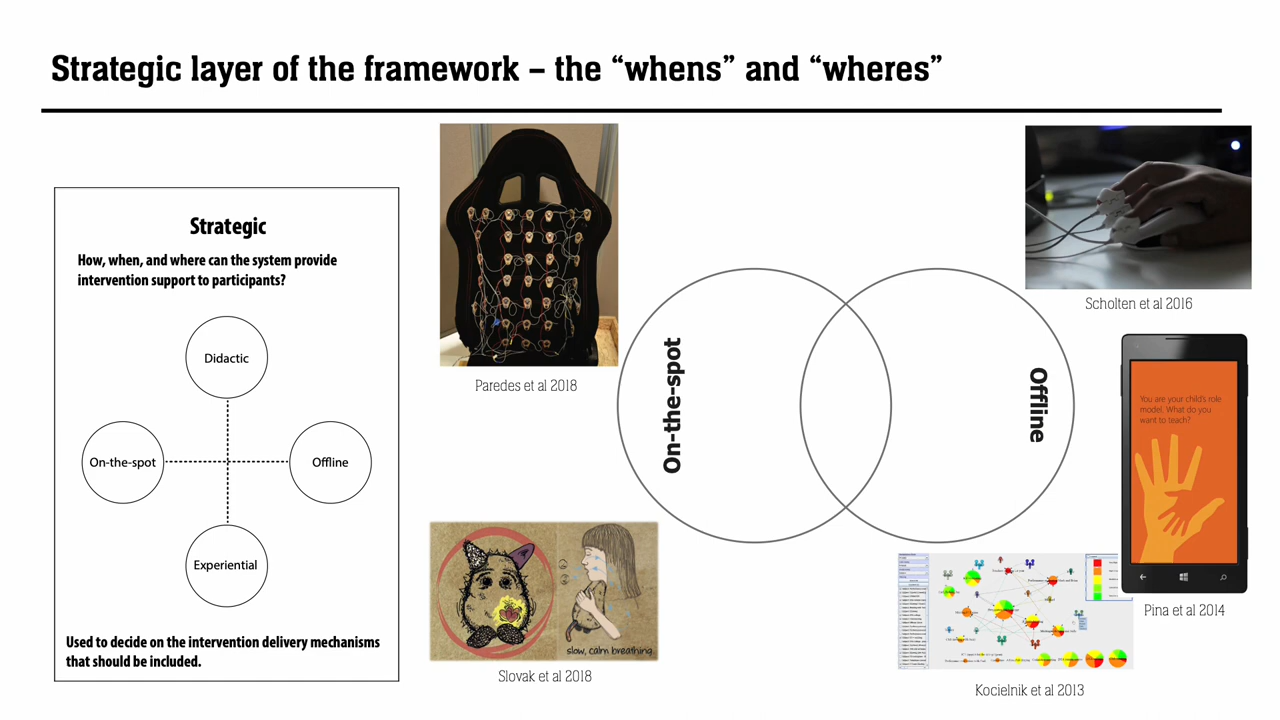 Strategic layer of the framework – the “whens” and “wheres”
Strategic
How, when, and where can the system provide
intervention support to participants?
Didactic
On-the-spot
Offline
Experiential
Used to decide on the intervention delivery mechanisms
that should be included.
Paredes et al 2018
slow, calm breathing.
Slovak et al 2018
On-the-spot
Offline
Scholten et al 2016
You are your child's role
model. What do you
want to teach?
Pina et al 2014
Kocielnik et al 2013